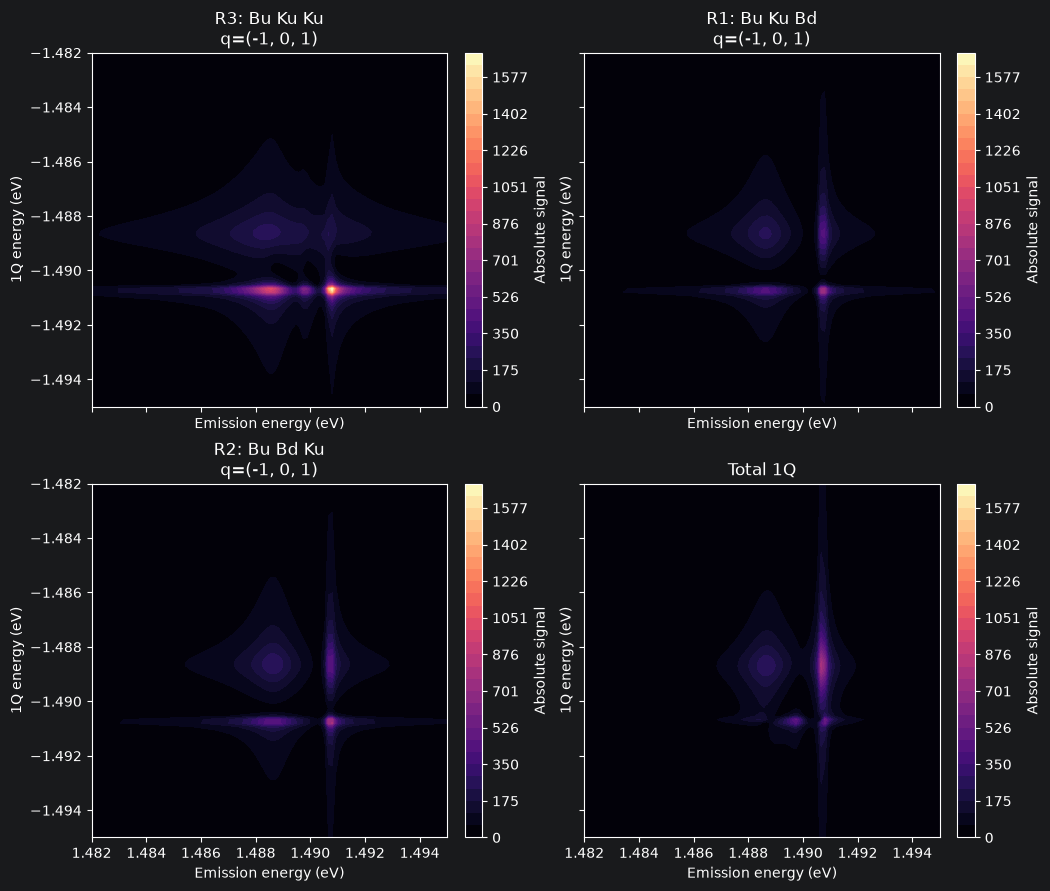 R3: Bu Ku Ku
q=(-1, 0, 1)
−1.482
−1.484
−1.486
−1.488
−1.490
−1.492
−1.494
1Q energy (eV)
Emission energy (eV)
1577
1402
1226
1051
876
701
526
350
175
0
Absolute signal
R1: Bu Ku Bd
q=(-1, 0, 1)
1Q energy (eV)
Emission energy (eV)
1577
1402
1226
1051
876
701
526
350
175
0
Absolute signal
R2: Bu Bd Ku
q=(-1, 0, 1)
−1.482
−1.484
−1.486
−1.488
−1.490
−1.492
−1.494
1Q energy (eV)
1.482 1.484 1.486 1.488 1.490 1.492 1.494
Emission energy (eV)
1577
1402
1226
1051
876
701
526
350
175
0
Absolute signal
Total 1Q
1Q energy (eV)
1.482 1.484 1.486 1.488 1.490 1.492 1.494
Emission energy (eV)
1577
1402
1226
1051
876
701
526
350
175
0
Absolute signal